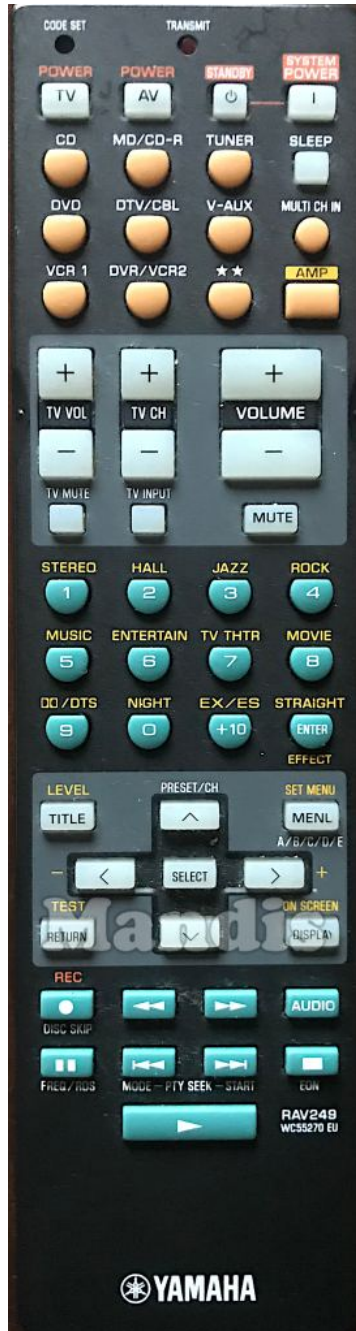 CODE SET TRANSMIT
POWER POWER STANDBY SYSTEM POWER
TV AV I
CD MD/CD-R TUNER SLEEP
DVD DTV/CBL V-AUX MULTI CH IN
VCR 1 DVR/VCR2 ★★ AMP
+ + +
TV VOL TV CH VOLUME
− − −
TV MUTE TV INPUT
MUTE
STEREO HALL JAZZ ROCK
1 2 3 4
MUSIC ENTERTAIN TV THTR MOVIE
5 6 7 8
DD/DTS NIGHT EX/ES STRAIGHT
9 0 +10 ENTER
EFFECT
LEVEL PRESET/CH SET MENU
TITLE MENU
A/B/C/D/E
− SELECT +
TEST ON SCREEN
RETURN DISPLAY
Mandis
REC
AUDIO
DISC SKIP
FREQ/RDS MODE − PTY SEEK − START EON
RAV249
WC55270 EU
YAMAHA